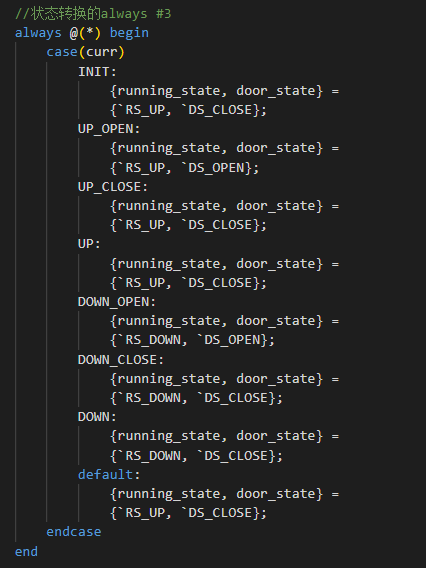 //状态转换的always #3
always @(*) begin
    case(curr)
        INIT:
            {running_state, door_state} =
            {`RS_UP, `DS_CLOSE};
        UP_OPEN:
            {running_state, door_state} =
            {`RS_UP, `DS_OPEN};
        UP_CLOSE:
            {running_state, door_state} =
            {`RS_UP, `DS_CLOSE};
        UP:
            {running_state, door_state} =
            {`RS_UP, `DS_CLOSE};
        DOWN_OPEN:
            {running_state, door_state} =
            {`RS_DOWN, `DS_OPEN};
        DOWN_CLOSE:
            {running_state, door_state} =
            {`RS_DOWN, `DS_CLOSE};
        DOWN:
            {running_state, door_state} =
            {`RS_DOWN, `DS_CLOSE};
        default:
            {running_state, door_state} =
            {`RS_UP, `DS_CLOSE};
    endcase
end